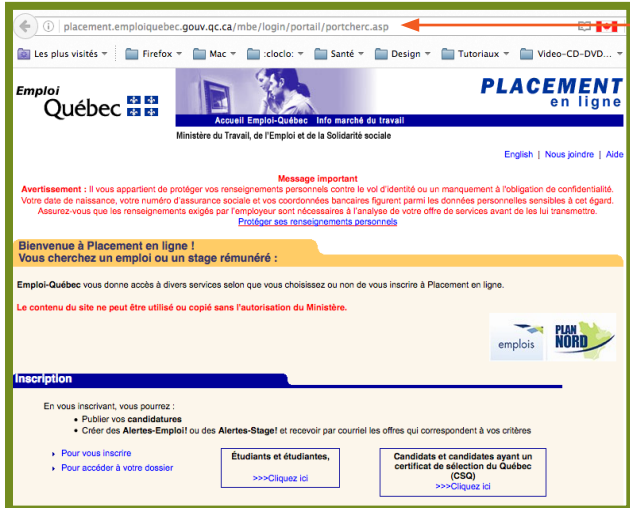 placement.emploiquebec.gouv.qc.ca/mbe/login/portail/portcherc.asp
Les plus visités Firefox Mac :cloclo: Santé Design Tutoriaux Video-CD-DVD...
Emploi
Québec
PLACEMENT
en ligne
Accueil Emploi-Québec Info marché du travail
Ministère du Travail, de l'Emploi et de la Solidarité sociale
English | Nous joindre | Aide
Message important
Avertissement : Il vous appartient de protéger vos renseignements personnels contre le vol d'identité ou un manquement à l'obligation de confidentialité.
Votre date de naissance, votre numéro d'assurance sociale et vos coordonnées bancaires figurent parmi les données personnelles sensibles à cet égard.
Assurez-vous que les renseignements exigés par l'employeur sont nécessaires à l'analyse de votre offre de services avant de les lui transmettre.
Protéger ses renseignements personnels
Bienvenue à Placement en ligne !
Vous cherchez un emploi ou un stage rémunéré :
Emploi-Québec vous donne accès à divers services selon que vous choisissez ou non de vous inscrire à Placement en ligne.
Le contenu du site ne peut être utilisé ou copié sans l'autorisation du Ministère.
emplois
PLAN
NORD
Inscription
En vous inscrivant, vous pourrez :
• Publier vos candidatures
• Créer des Alertes-Emploi! ou des Alertes-Stage! et recevoir par courriel les offres qui correspondent à vos critères
Pour vous inscrire
Pour accéder à votre dossier
Étudiants et étudiantes,
>>>Cliquez ici
Candidats et candidates ayant un
certificat de sélection du Québec
(CSQ)
>>>Cliquez ici